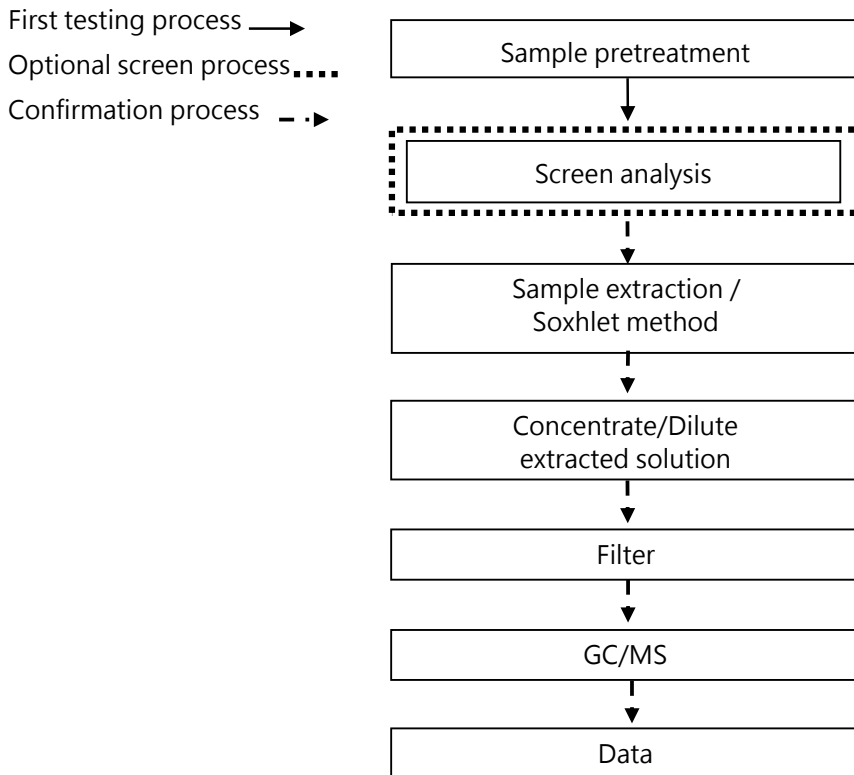 First testing process
Optional screen process
Confirmation process
Sample pretreatment
Screen analysis
Sample extraction /
Soxhlet method
Concentrate/Dilute
extracted solution
Filter
GC/MS
Data